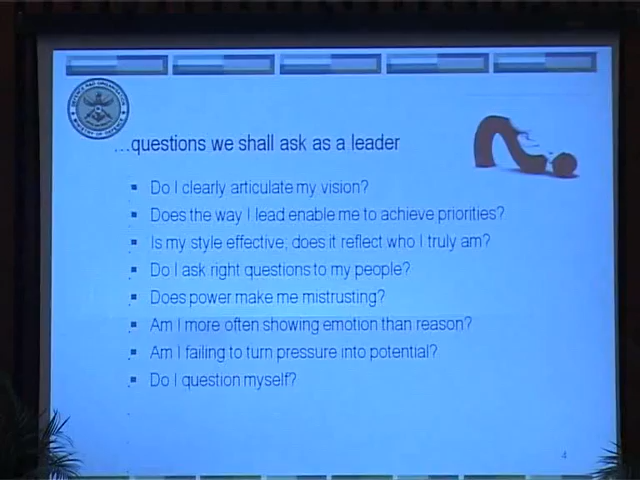 ...questions we shall ask as a leader
Do I clearly articulate my vision?
Does the way I lead enable me to achieve priorities?
Is my style effective; does it reflect who I truly am?
Do I ask right questions to my people?
Does power make me mistrusting?
Am I more often showing emotion than reason?
Am I failing to turn pressure into potential?
Do I question myself?
4